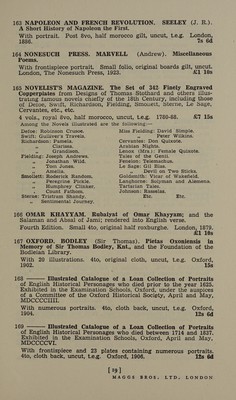 163 NAPOLEON AND FRENCH REVOLUTION. SEELEY (J. R.).
A Short History of Napoleon the First.
With portrait. Post 8vo, half morocco gilt, uncut, t.e.g. London,
1886. 7s 6d
164 NONESUCH PRESS. MARVELL (Andrew). Miscellaneous
Poems.
With frontispiece portrait. Small folio, original boards gilt, uncut.
London, The Nonesuch Press, 1923. £1 10s
165 NOVELIST'S MAGAZINE. The Set of 342 Finely Engraved
Copperplates from Designs of Thomas Stothard and others illus-
trating famous novels chiefly of the 18th Century, including those
of Defoe, Swift, Richardson, Fielding, Smollett, Sterne, Le Sage,
Cervantes, etc., etc.
4 vols., royal 8vo, half morocco, uncut, t.e.g. 1780-88. £7 15s
Among the Novels illustrated are the following—
Defoe: Robinson Crusoe.
Swift: Gulliver's Travels.
Richardson: Pamela.
„ Clarissa.
„ Grandison.
Fielding: Joseph Andrews.
„ Jonathan Wild.
„ Tom Jones.
„ Amelia.
Smollett: Roderick Random.
„ Peregrine Pickle.
„ Humphrey Clinker.
„ Count Fathom.
Sterne: Tristram Shandy.
„ Sentimental Journey.
Miss Fielding: David Simple.
Peter Wilkins.
Cervantes: Don Quixote.
Arabian Nights.
Lenox (Mrs.): Female Quixote.
Tales of the Genii.
Fenelon: Telemachus.
Le Sage: Gil Blas.
„ Devil on Two Sticks.
Goldsmith: Vicar of Wakefield.
Langhorne: Theodosius and
Tartarian Tales.
Johnson: Rasselas.
Etc. Etc.
166 OMAR KHAYYAM. Rubaiyat of Omar Khayyam; and the
Salaman and Absal of Jami; rendered into English verse.
Fourth Edition. Small 4to, original half roxburghe. London, 1879.
£1 10s
167 OXFORD. BODLEY (Sir Thomas). Pietas Oxoniensis in
Memory of Sir Thomas Bodley, Knt., and the Foundation of the
Bodleian Library.
With 20 illustrations. 4to, original cloth, uncut, t.e.g. Oxford,
1902. 15s
168 —— Illustrated Catalogue of a Loan Collection of Portraits
of English Historical Personages who died prior to the year 1625.
Exhibited in the Examination Schools, Oxford, under the auspices
of a Committee of the Oxford Historical Society, April and May,
MDCCCCIIII.
With numerous portraits. 4to, cloth back, uncut, t.e.g. Oxford
1904. 12s 6d
169 —— Illustrated Catalogue of a Loan Collection of Portraits
of English Historical Personages who died between 1714 and 1837.
Exhibited in the Examination Schools, Oxford, April and May,
MDCCCCVI.
With frontispiece and 23 plates containing numerous portraits.
4to, cloth back, uncut, t.e.g. Oxford, 1906. 12s 6d
[ 19 ]
MAGGS BROS. LTD. LONDON